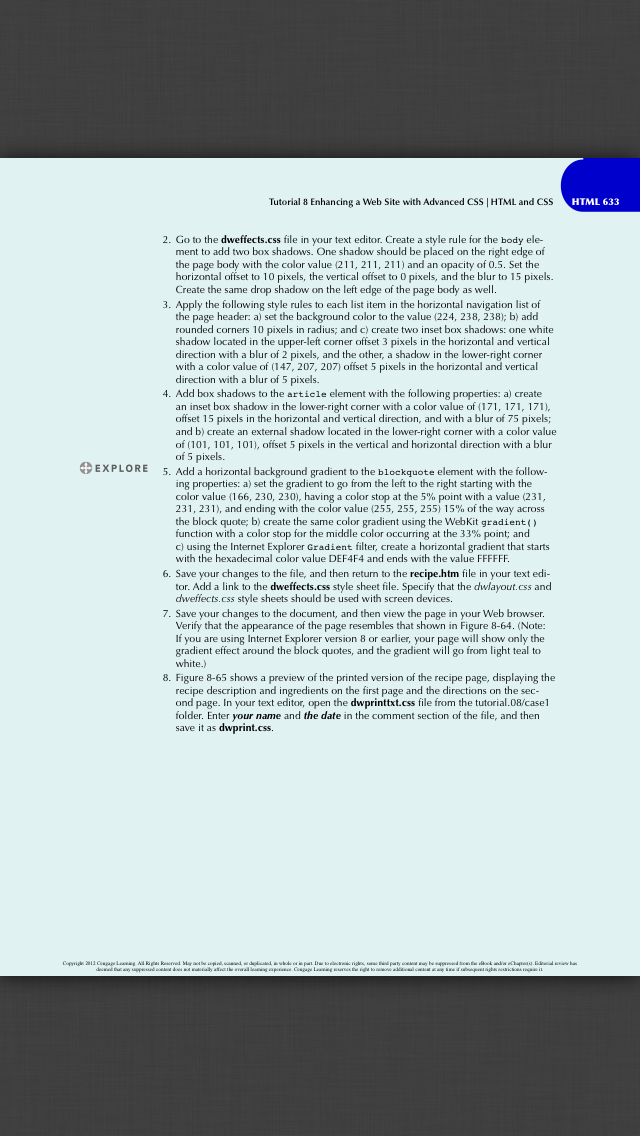 Tutorial 8 Enhancing a Web Site with Advanced CSS | HTML and CSS
HTML 633
2. Go to the dweffects.css file in your text editor. Create a style rule for the body ele-
ment to add two box shadows. One shadow should be placed on the right edge of
the page body with the color value (211, 211, 211) and an opacity of 0.5. Set the
horizontal offset to 10 pixels, the vertical offset to 0 pixels, and the blur to 15 pixels.
Create the same drop shadow on the left edge of the page body as well.
3. Apply the following style rules to each list item in the horizontal navigation list of
the page header: a) set the background color to the value (224, 238, 238); b) add
rounded corners 10 pixels in radius; and c) create two inset box shadows: one white
shadow located in the upper-left corner offset 3 pixels in the horizontal and vertical
direction with a blur of 2 pixels, and the other, a shadow in the lower-right corner
with a color value of (147, 207, 207) offset 5 pixels in the horizontal and vertical
direction with a blur of 5 pixels.
4. Add box shadows to the article element with the following properties: a) create
an inset box shadow in the lower-right corner with a color value of (171, 171, 171),
offset 15 pixels in the horizontal and vertical direction, and with a blur of 75 pixels;
and b) create an external shadow located in the lower-right corner with a color value
of (101, 101, 101), offset 5 pixels in the vertical and horizontal direction with a blur
of 5 pixels.
EXPLORE
5. Add a horizontal background gradient to the blockquote element with the follow-
ing properties: a) set the gradient to go from the left to the right starting with the
color value (166, 230, 230), having a color stop at the 5% point with a value (231,
231, 231), and ending with the color value (255, 255, 255) 15% of the way across
the block quote; b) create the same color gradient using the WebKit gradient()
function with a color stop for the middle color occurring at the 33% point; and
c) using the Internet Explorer Gradient filter, create a horizontal gradient that starts
with the hexadecimal color value DEF4F4 and ends with the value FFFFFF.
6. Save your changes to the file, and then return to the recipe.htm file in your text edi-
tor. Add a link to the dweffects.css style sheet file. Specify that the dwlayout.css and
dweffects.css style sheets should be used with screen devices.
7. Save your changes to the document, and then view the page in your Web browser.
Verify that the appearance of the page resembles that shown in Figure 8-64. (Note:
If you are using Internet Explorer version 8 or earlier, your page will show only the
gradient effect around the block quotes, and the gradient will go from light teal to
white.)
8. Figure 8-65 shows a preview of the printed version of the recipe page, displaying the
recipe description and ingredients on the first page and the directions on the sec-
ond page. In your text editor, open the dwprinttxt.css file from the tutorial.08/case1
folder. Enter your name and the date in the comment section of the file, and then
save it as dwprint.css.
Copyright 2012 Cengage Learning. All Rights Reserved. May not be copied, scanned, or duplicated, in whole or in part. Due to electronic rights, some third party content may be suppressed from the eBook and/or eChapter(s). Editorial review has
deemed that any suppressed content does not materially affect the overall learning experience. Cengage Learning reserves the right to remove additional content at any time if subsequent rights restrictions require it.